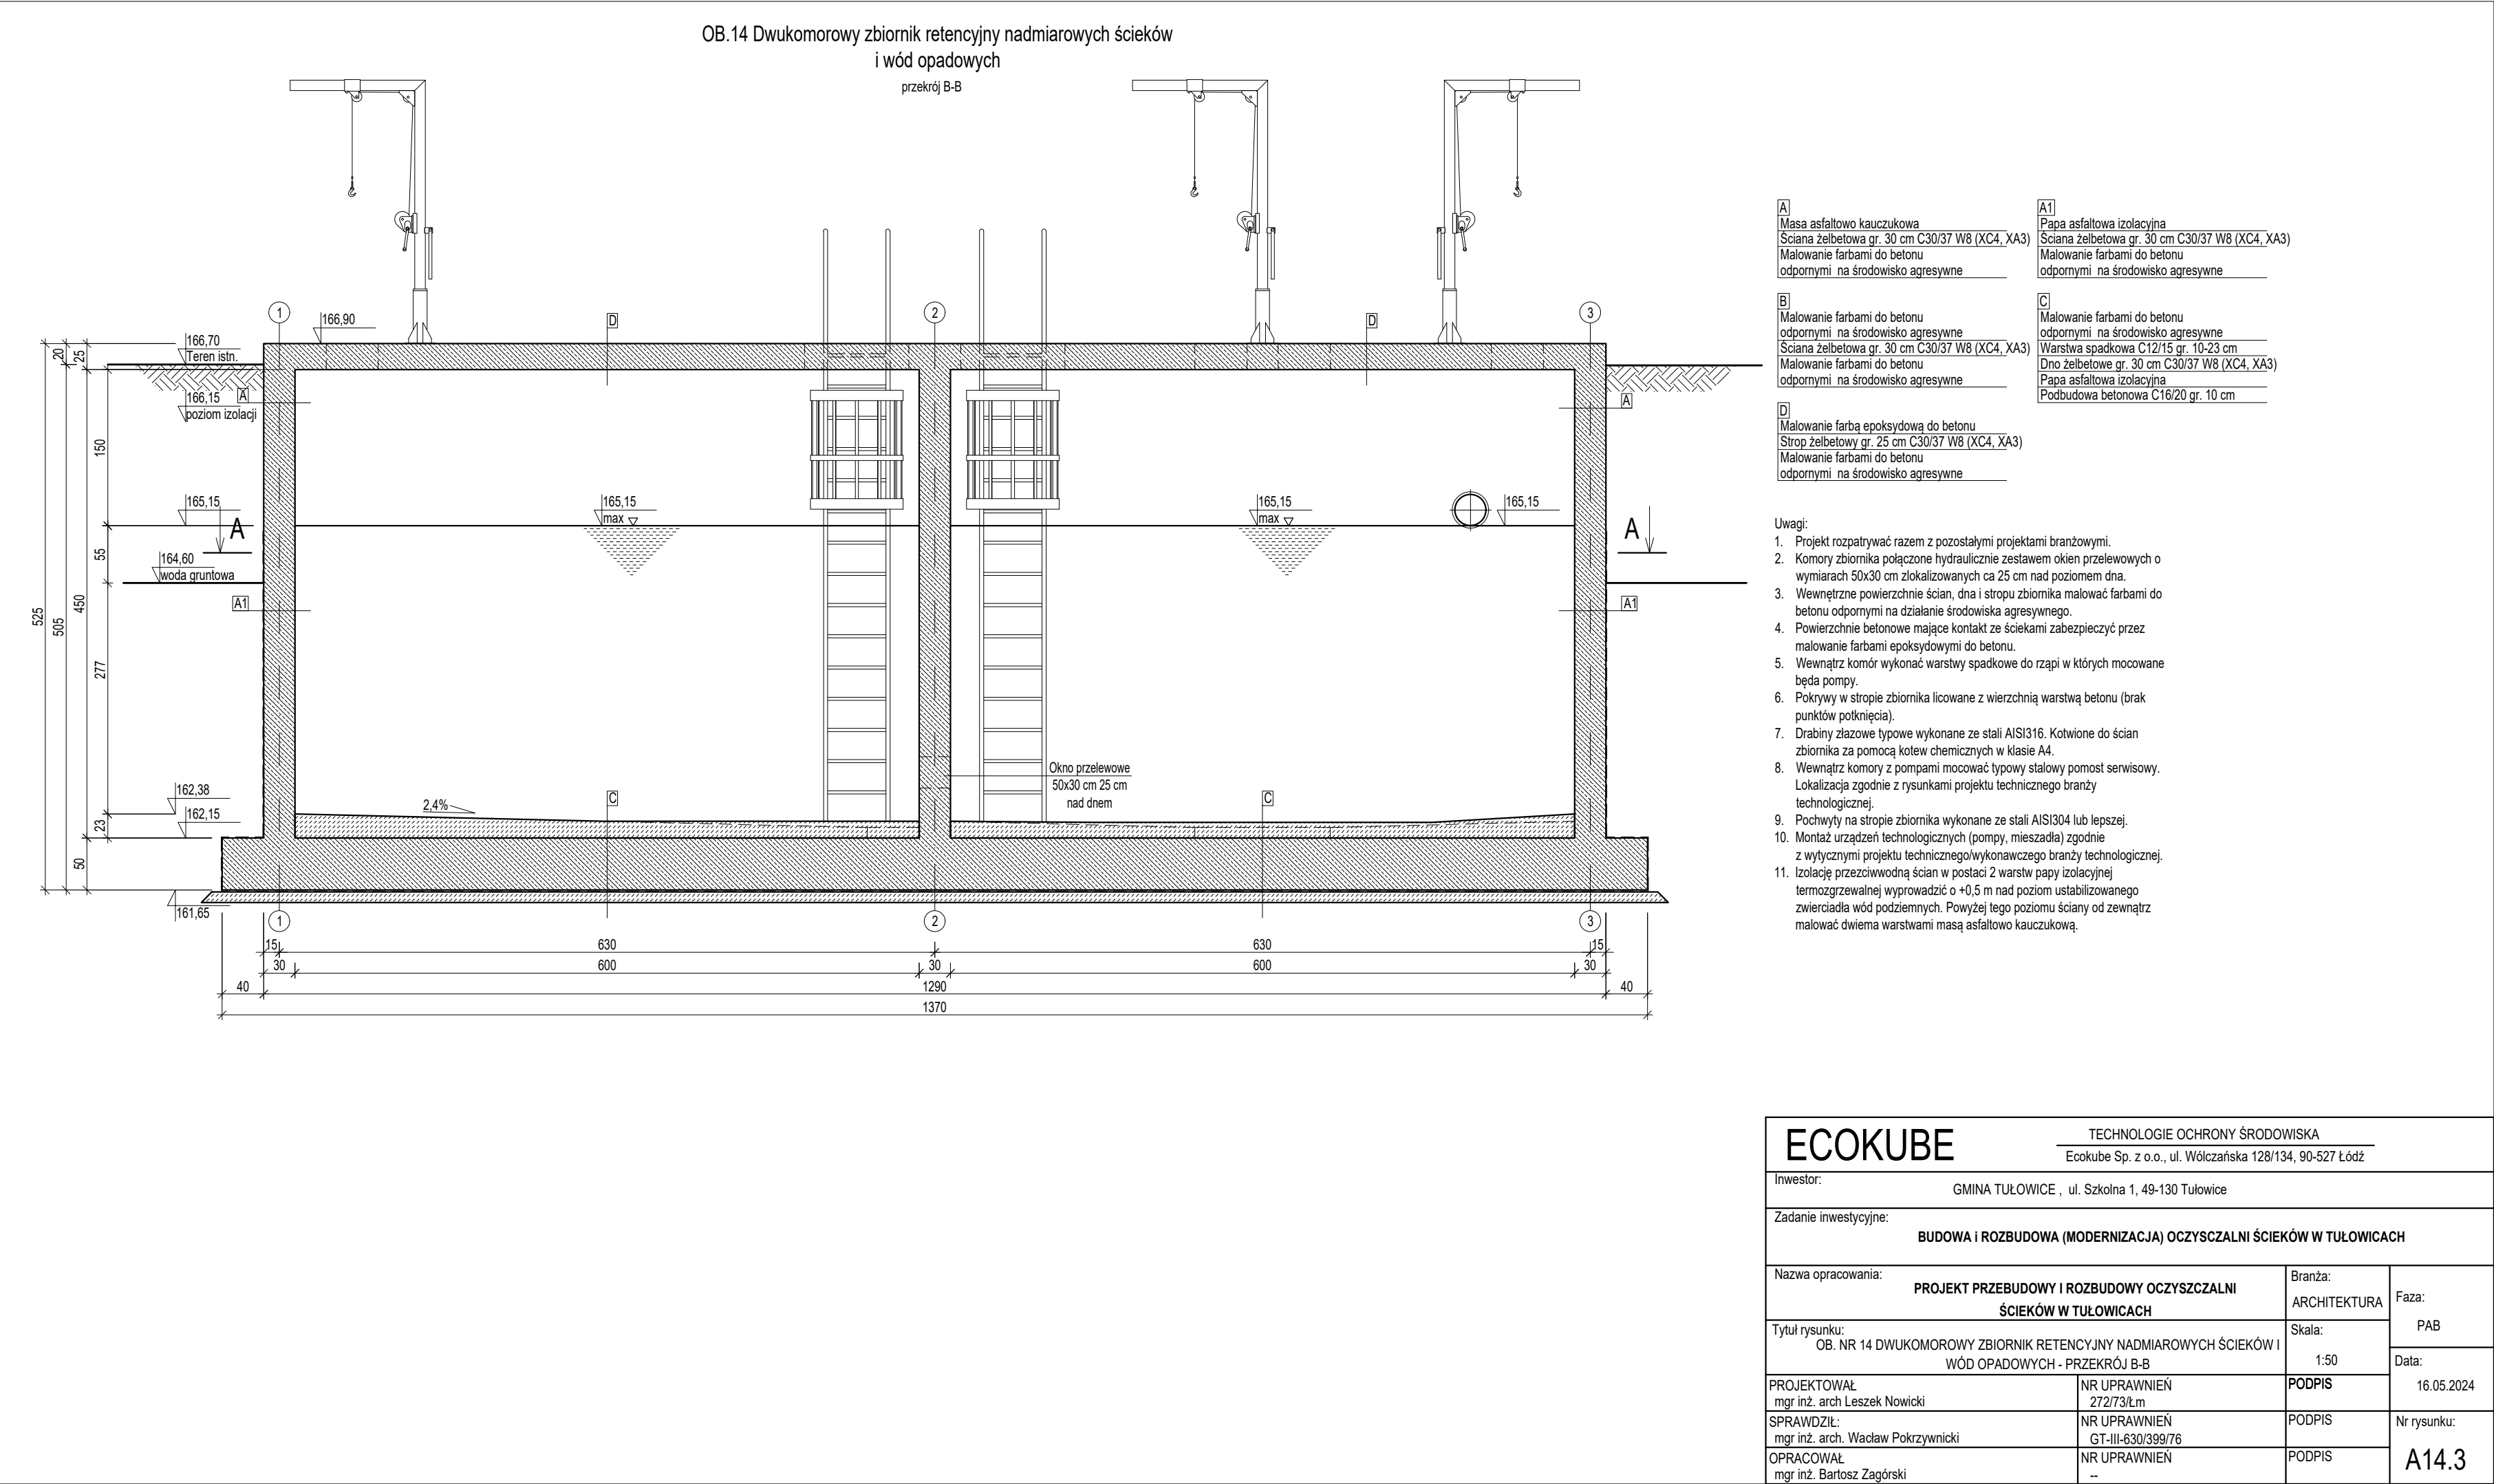 OB.14 Dwukomorowy zbiornik retencyjny nadmiarowych ścieków
i wód opadowych
przekrój B-B
1
2
3
D
D
166,90
166,70
Teren istn.
166,15
poziom izolacji
A
A
165,15
A
164,60
woda gruntowa
A1
A1
165,15
max
165,15
max
165,15
A
162,38
162,15
161,65
2,4%
C
C
Okno przelewowe
50x30 cm 25 cm
nad dnem
20
25
150
55
450
277
23
50
505
525
1
2
3
15
630
630
15
30
600
30
600
30
40
1290
40
1370
A
Masa asfaltowo kauczukowa
Ściana żelbetowa gr. 30 cm C30/37 W8 (XC4, XA3)
Malowanie farbami do betonu
odpornymi na środowisko agresywne
A1
Papa asfaltowa izolacyjna
Ściana żelbetowa gr. 30 cm C30/37 W8 (XC4, XA3)
Malowanie farbami do betonu
odpornymi na środowisko agresywne
B
Malowanie farbami do betonu
odpornymi na środowisko agresywne
Ściana żelbetowa gr. 30 cm C30/37 W8 (XC4, XA3)
Malowanie farbami do betonu
odpornymi na środowisko agresywne
C
Malowanie farbami do betonu
odpornymi na środowisko agresywne
Warstwa spadkowa C12/15 gr. 10-23 cm
Dno żelbetowe gr. 30 cm C30/37 W8 (XC4, XA3)
Papa asfaltowa izolacyjna
Podbudowa betonowa C16/20 gr. 10 cm
D
Malowanie farbą epoksydową do betonu
Strop żelbetowy gr. 25 cm C30/37 W8 (XC4, XA3)
Malowanie farbami do betonu
odpornymi na środowisko agresywne
Uwagi:
1. Projekt rozpatrywać razem z pozostałymi projektami branżowymi.
2. Komory zbiornika połączone hydraulicznie zestawem okien przelewowych o
wymiarach 50x30 cm zlokalizowanych ca 25 cm nad poziomem dna.
3. Wewnętrzne powierzchnie ścian, dna i stropu zbiornika malować farbami do
betonu odpornymi na działanie środowiska agresywnego.
4. Powierzchnie betonowe mające kontakt ze ściekami zabezpieczyć przez
malowanie farbami epoksydowymi do betonu.
5. Wewnątrz komór wykonać warstwy spadkowe do rząpi w których mocowane
będa pompy.
6. Pokrywy w stropie zbiornika licowane z wierzchnią warstwą betonu (brak
punktów potknięcia).
7. Drabiny złazowe typowe wykonane ze stali AISI316. Kotwione do ścian
zbiornika za pomocą kotew chemicznych w klasie A4.
8. Wewnątrz komory z pompami mocować typowy stalowy pomost serwisowy.
Lokalizacja zgodnie z rysunkami projektu technicznego branży
technologicznej.
9. Pochwyty na stropie zbiornika wykonane ze stali AISI304 lub lepszej.
10. Montaż urządzeń technologicznych (pompy, mieszadła) zgodnie
z wytycznymi projektu technicznego/wykonawczego branży technologicznej.
11. Izolację przezciwwodną ścian w postaci 2 warstw papy izolacyjnej
termozgrzewalnej wyprowadzić o +0,5 m nad poziom ustabilizowanego
zwierciadła wód podziemnych. Powyżej tego poziomu ściany od zewnątrz
malować dwiema warstwami masą asfaltowo kauczukową.
ECOKUBE
TECHNOLOGIE OCHRONY ŚRODOWISKA
Ecokube Sp. z o.o., ul. Wólczańska 128/134, 90-527 Łódź
Inwestor:
GMINA TUŁOWICE , ul. Szkolna 1, 49-130 Tułowice
Zadanie inwestycyjne:
BUDOWA i ROZBUDOWA (MODERNIZACJA) OCZYSCZALNI ŚCIEKÓW W TUŁOWICACH
Nazwa opracowania:
PROJEKT PRZEBUDOWY I ROZBUDOWY OCZYSZCZALNI
ŚCIEKÓW W TUŁOWICACH
Branża:
ARCHITEKTURA
Faza:
PAB
Tytuł rysunku:
OB. NR 14 DWUKOMOROWY ZBIORNIK RETENCYJNY NADMIAROWYCH ŚCIEKÓW I
WÓD OPADOWYCH - PRZEKRÓJ B-B
Skala:
1:50
Data:
16.05.2024
PROJEKTOWAŁ
mgr inż. arch Leszek Nowicki
NR UPRAWNIEŃ
272/73/Łm
PODPIS
SPRAWDZIŁ:
mgr inż. arch. Wacław Pokrzywnicki
NR UPRAWNIEŃ
GT-III-630/399/76
PODPIS
Nr rysunku:
A14.3
OPRACOWAŁ
mgr inż. Bartosz Zagórski
NR UPRAWNIEŃ
--
PODPIS